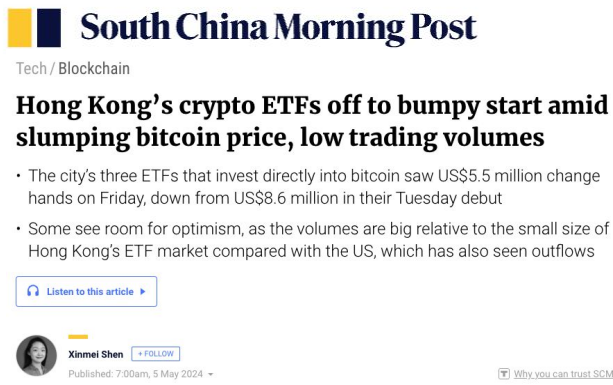 South China Morning Post
Tech / Blockchain
Hong Kong's crypto ETFs off to bumpy start amid
slumping bitcoin price, low trading volumes
• The city's three ETFs that invest directly into bitcoin saw US$5.5 million change
hands on Friday, down from US$8.6 million in their Tuesday debut
• Some see room for optimism, as the volumes are big relative to the small size of
Hong Kong's ETF market compared with the US, which has also seen outflows
Listen to this article
Xinmei Shen + FOLLOW
Published: 7:00am, 5 May 2024
Why you can trust SCM